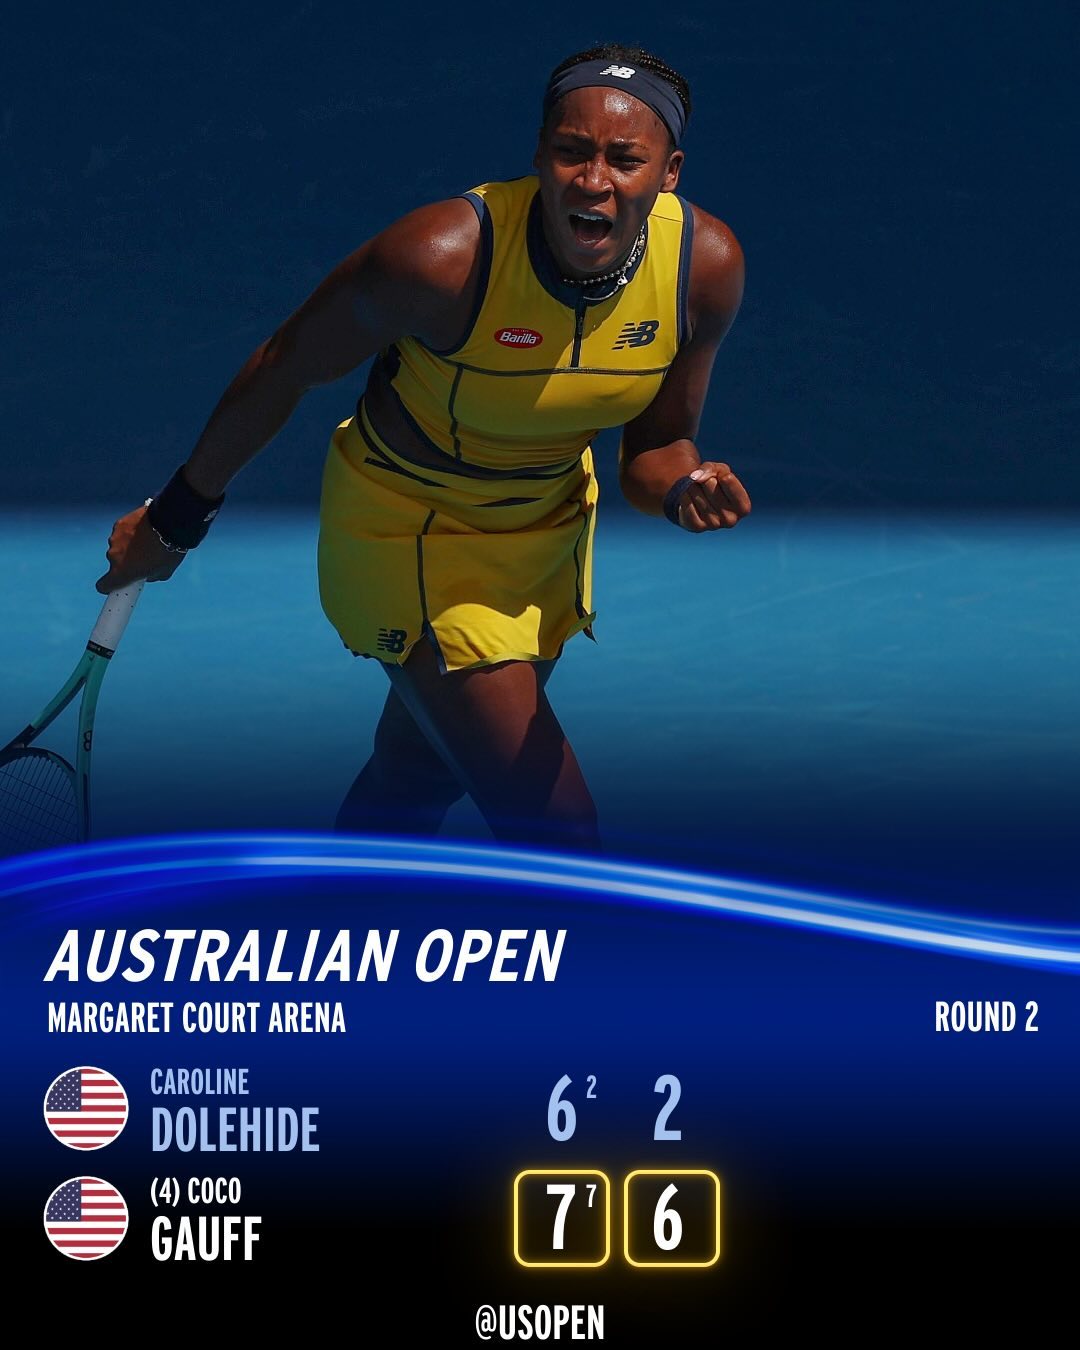 NB
Barilla
NB
NB
AUSTRALIAN OPEN
MARGARET COURT ARENA
ROUND 2
CAROLINE
DOLEHIDE
6 2 2
(4) COCO
GAUFF
7 7 6
@USOPEN